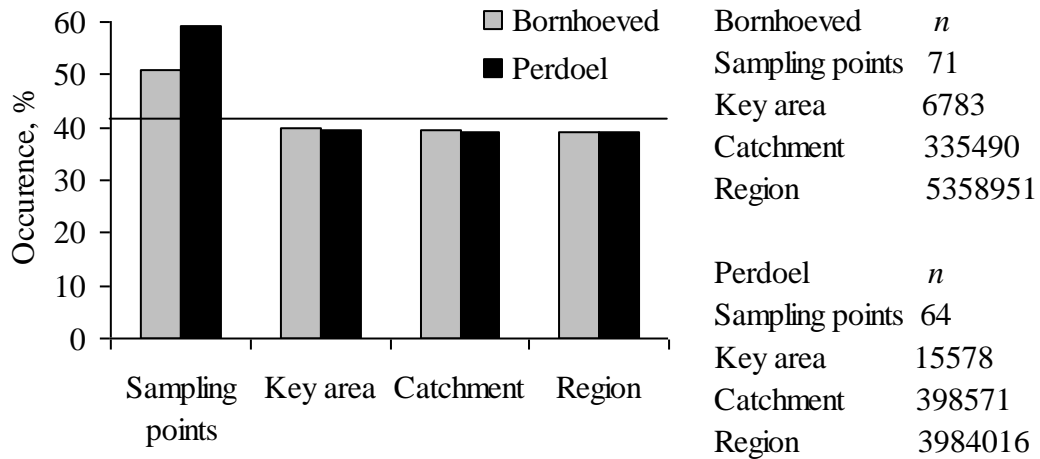 Occurence, %
60
50
40
30
20
10
0
Bornhoeved
Perdoel
Sampling points
Key area
Catchment
Region
Bornhoeved n
Sampling points 71
Key area 6783
Catchment 335490
Region 5358951
Perdoel n
Sampling points 64
Key area 15578
Catchment 398571
Region 3984016